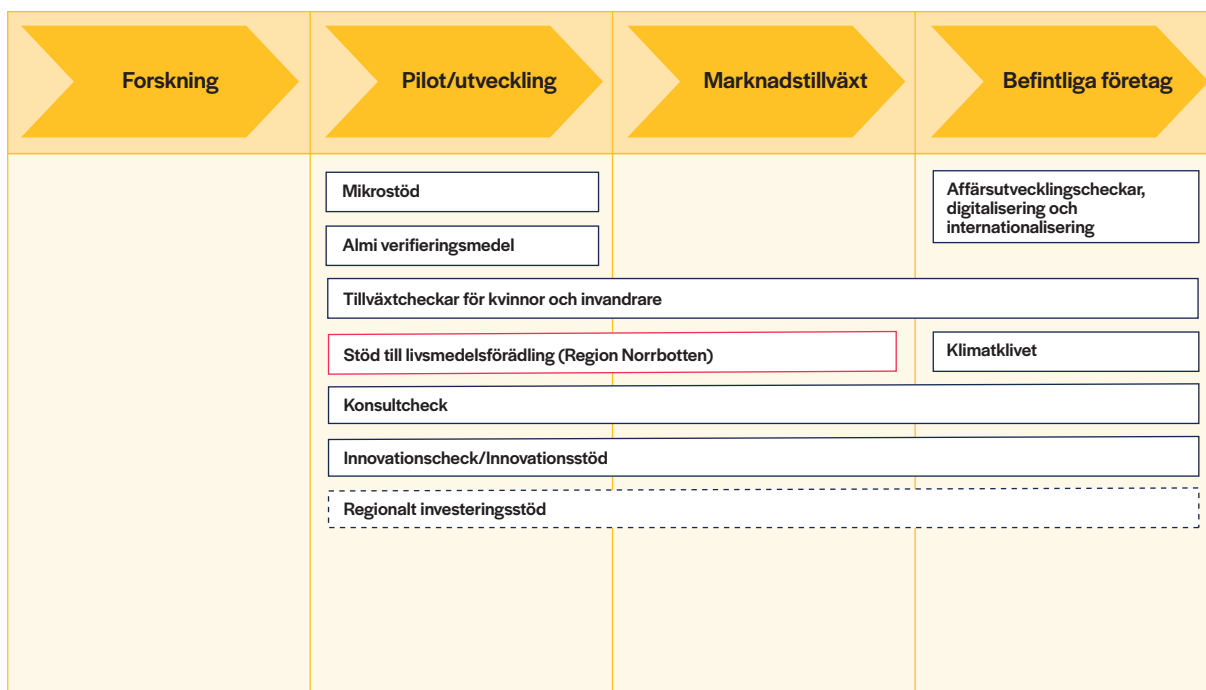 Forskning
Pilot/utveckling
Marknadstillväxt
Befintliga företag
Mikrostöd
Affärsutvecklingscheckar,
digitalisering och
internationalisering
Almi verifieringsmedel
Tillväxtcheckar för kvinnor och invandrare
Stöd till livsmedelsförädling (Region Norrbotten)
Klimatklivet
Konsultcheck
Innovationscheck/Innovationsstöd
Regionalt investeringsstöd